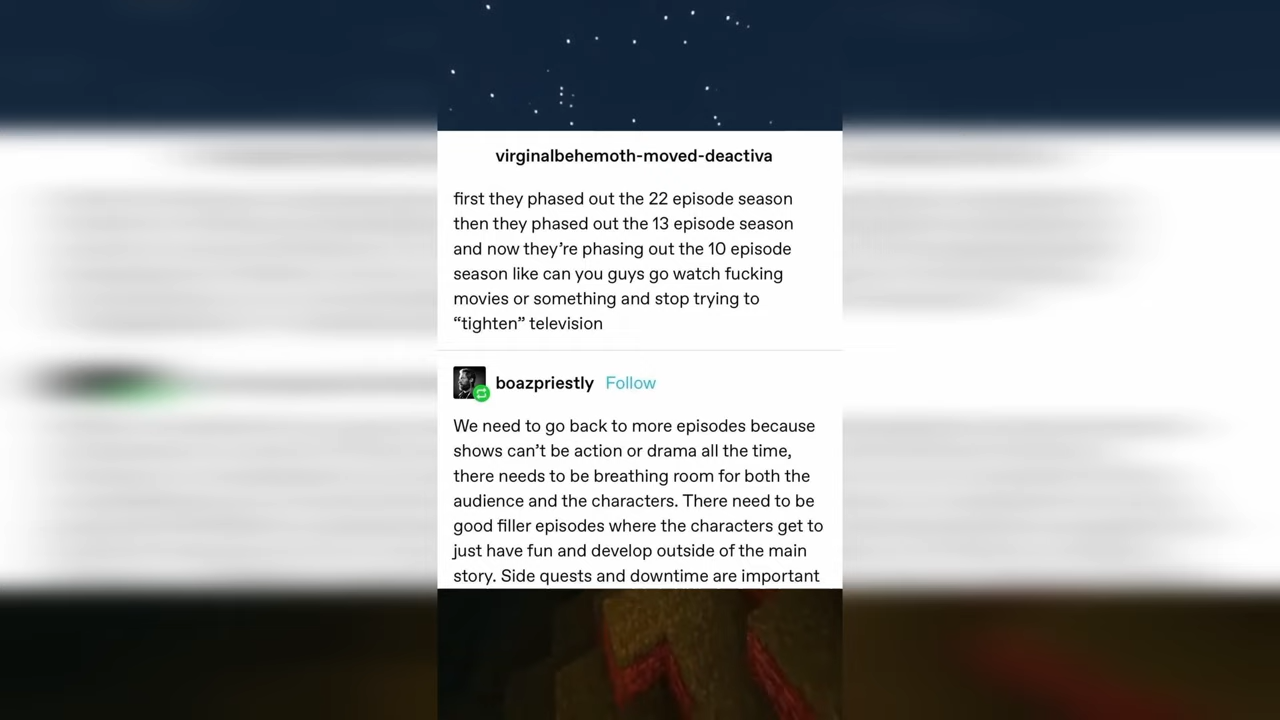 virginalbehemoth-moved-deactiva
first they phased out the 22 episode season
then they phased out the 13 episode season
and now they’re phasing out the 10 episode
season like can you guys go watch fucking
movies or something and stop trying to
“tighten” television
boazpriestly Follow
We need to go back to more episodes because
shows can’t be action or drama all the time,
there needs to be breathing room for both the
audience and the characters. There need to be
good filler episodes where the characters get to
just have fun and develop outside of the main
story. Side quests and downtime are important